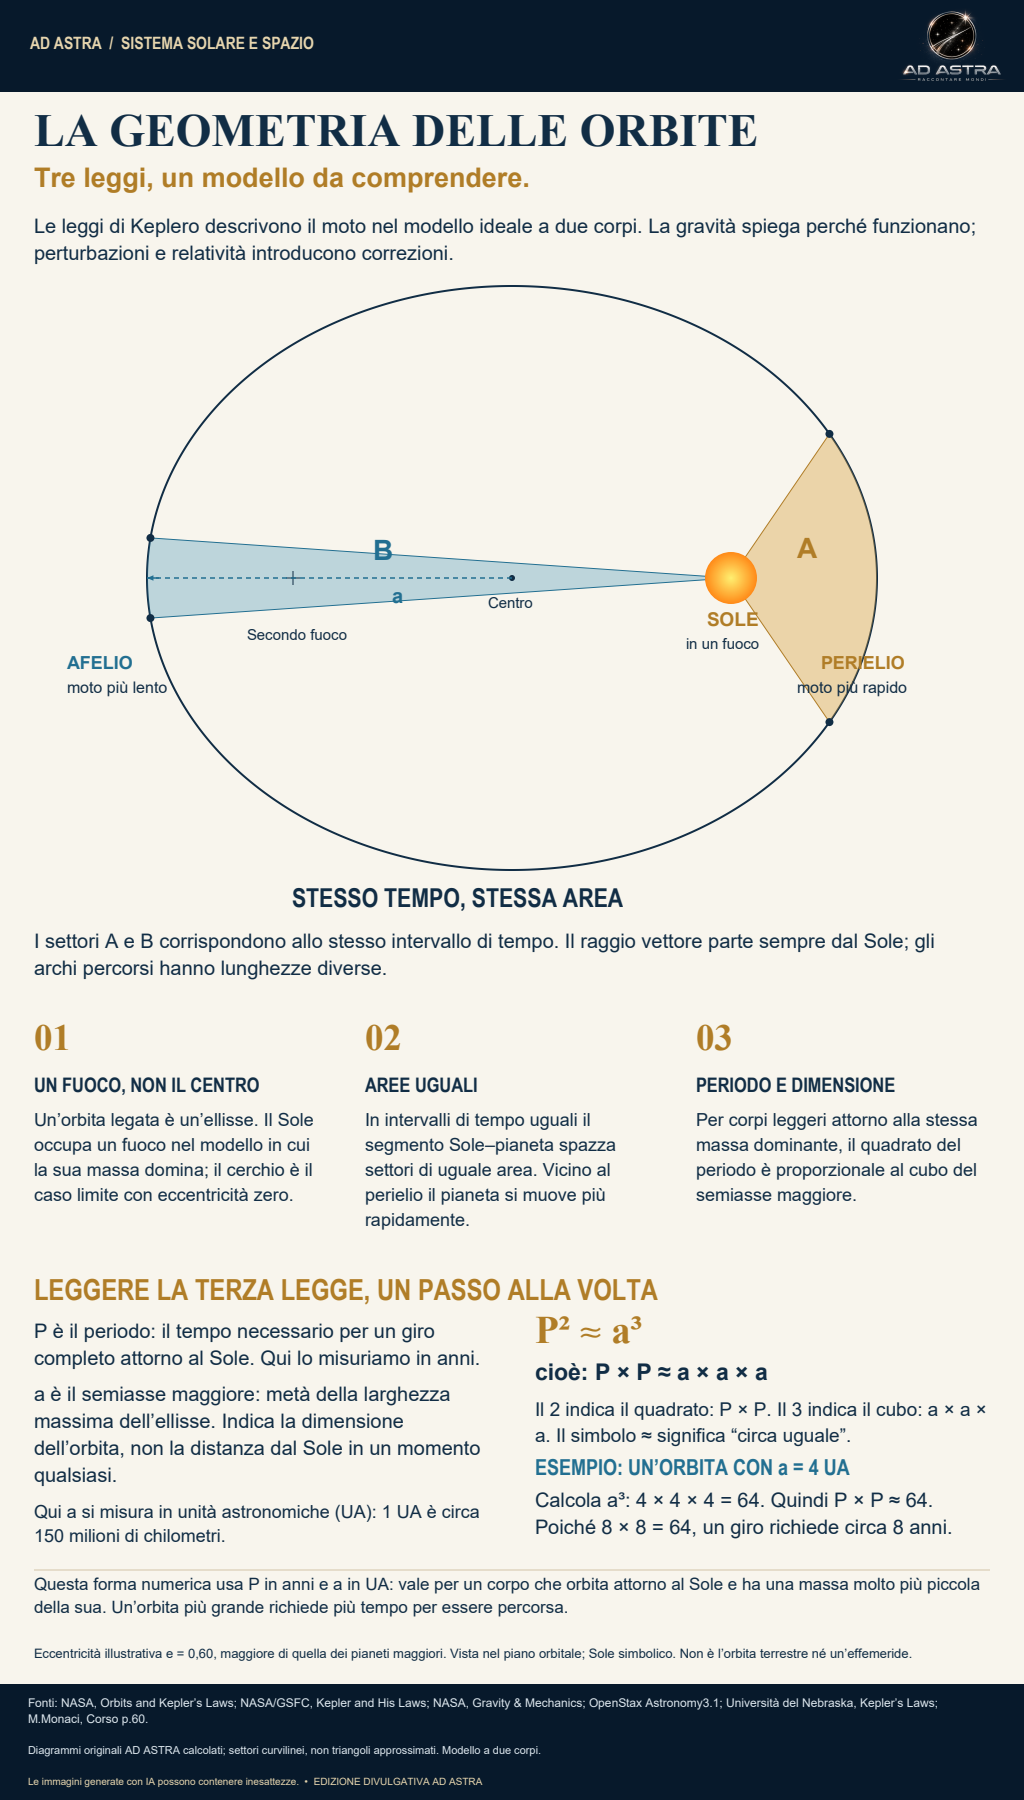 AD ASTRA / SISTEMA SOLARE E SPAZIO
AD ASTRA
RACCONTARE MONDI
LA GEOMETRIA DELLE ORBITE
Tre leggi, un modello da comprendere.
Le leggi di Keplero descrivono il moto nel modello ideale a due corpi. La gravità spiega perché funzionano;
perturbazioni e relatività introducono correzioni.
B
A
a
Centro
SOLE
in un fuoco
Secondo fuoco
AFELIO
moto più lento
PERIELIO
moto più rapido
STESSO TEMPO, STESSA AREA
I settori A e B corrispondono allo stesso intervallo di tempo. Il raggio vettore parte sempre dal Sole; gli
archi percorsi hanno lunghezze diverse.
01
UN FUOCO, NON IL CENTRO
Un’orbita legata è un’ellisse. Il Sole
occupa un fuoco nel modello in cui
la sua massa domina; il cerchio è il
caso limite con eccentricità zero.
02
AREE UGUALI
In intervalli di tempo uguali il
segmento Sole–pianeta spazza
settori di uguale area. Vicino al
perielio il pianeta si muove più
rapidamente.
03
PERIODO E DIMENSIONE
Per corpi leggeri attorno alla stessa
massa dominante, il quadrato del
periodo è proporzionale al cubo del
semiasse maggiore.
LEGGERE LA TERZA LEGGE, UN PASSO ALLA VOLTA
P è il periodo: il tempo necessario per un giro
completo attorno al Sole. Qui lo misuriamo in anni.
a è il semiasse maggiore: metà della larghezza
massima dell’ellisse. Indica la dimensione
dell’orbita, non la distanza dal Sole in un momento
qualsiasi.
Qui a si misura in unità astronomiche (UA): 1 UA è circa
150 milioni di chilometri.
P² ≈ a³
cioè: P × P ≈ a × a × a
Il 2 indica il quadrato: P × P. Il 3 indica il cubo: a × a ×
a. Il simbolo ≈ significa “circa uguale”.
ESEMPIO: UN’ORBITA CON a = 4 UA
Calcola a³: 4 × 4 × 4 = 64. Quindi P × P ≈ 64.
Poiché 8 × 8 = 64, un giro richiede circa 8 anni.
Questa forma numerica usa P in anni e a in UA: vale per un corpo che orbita attorno al Sole e ha una massa molto più piccola
della sua. Un’orbita più grande richiede più tempo per essere percorsa.
Eccentricità illustrativa e = 0,60, maggiore di quella dei pianeti maggiori. Vista nel piano orbitale; Sole simbolico. Non è l’orbita terrestre né un’effemeride.
Fonti: NASA, Orbits and Kepler’s Laws; NASA/GSFC, Kepler and His Laws; NASA, Gravity & Mechanics; OpenStax Astronomy3.1; Università del Nebraska, Kepler’s Laws;
M.Monaci, Corso p.60.
Diagrammi originali AD ASTRA calcolati; settori curvilinei, non triangoli approssimati. Modello a due corpi.
Le immagini generate con IA possono contenere inesattezze. • EDIZIONE DIVULGATIVA AD ASTRA